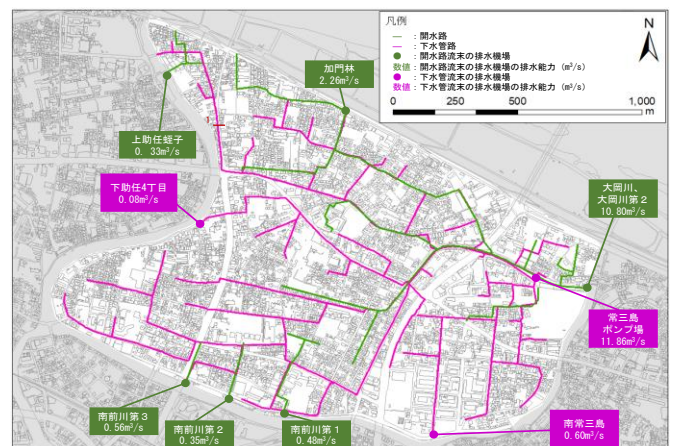 凡例
― : 開水路
― : 下水管路
● : 開水路流末の排水機場
数値 : 開水路流末の排水機場の排水能力 (m³/s)
● : 下水管流末の排水機場
数値 : 下水管流末の排水機場の排水能力 (m³/s)
0 250 500 1,000
m
N
加門林
2.26m³/s
上助任蛭子
0.33m³/s
下助任4丁目
0.08m³/s
大岡川、
大岡川第2
10.80m³/s
常三島
ポンプ場
11.86m³/s
南前川第3
0.56m³/s
南前川第2
0.35m³/s
南前川第1
0.48m³/s
南常三島
0.60m³/s